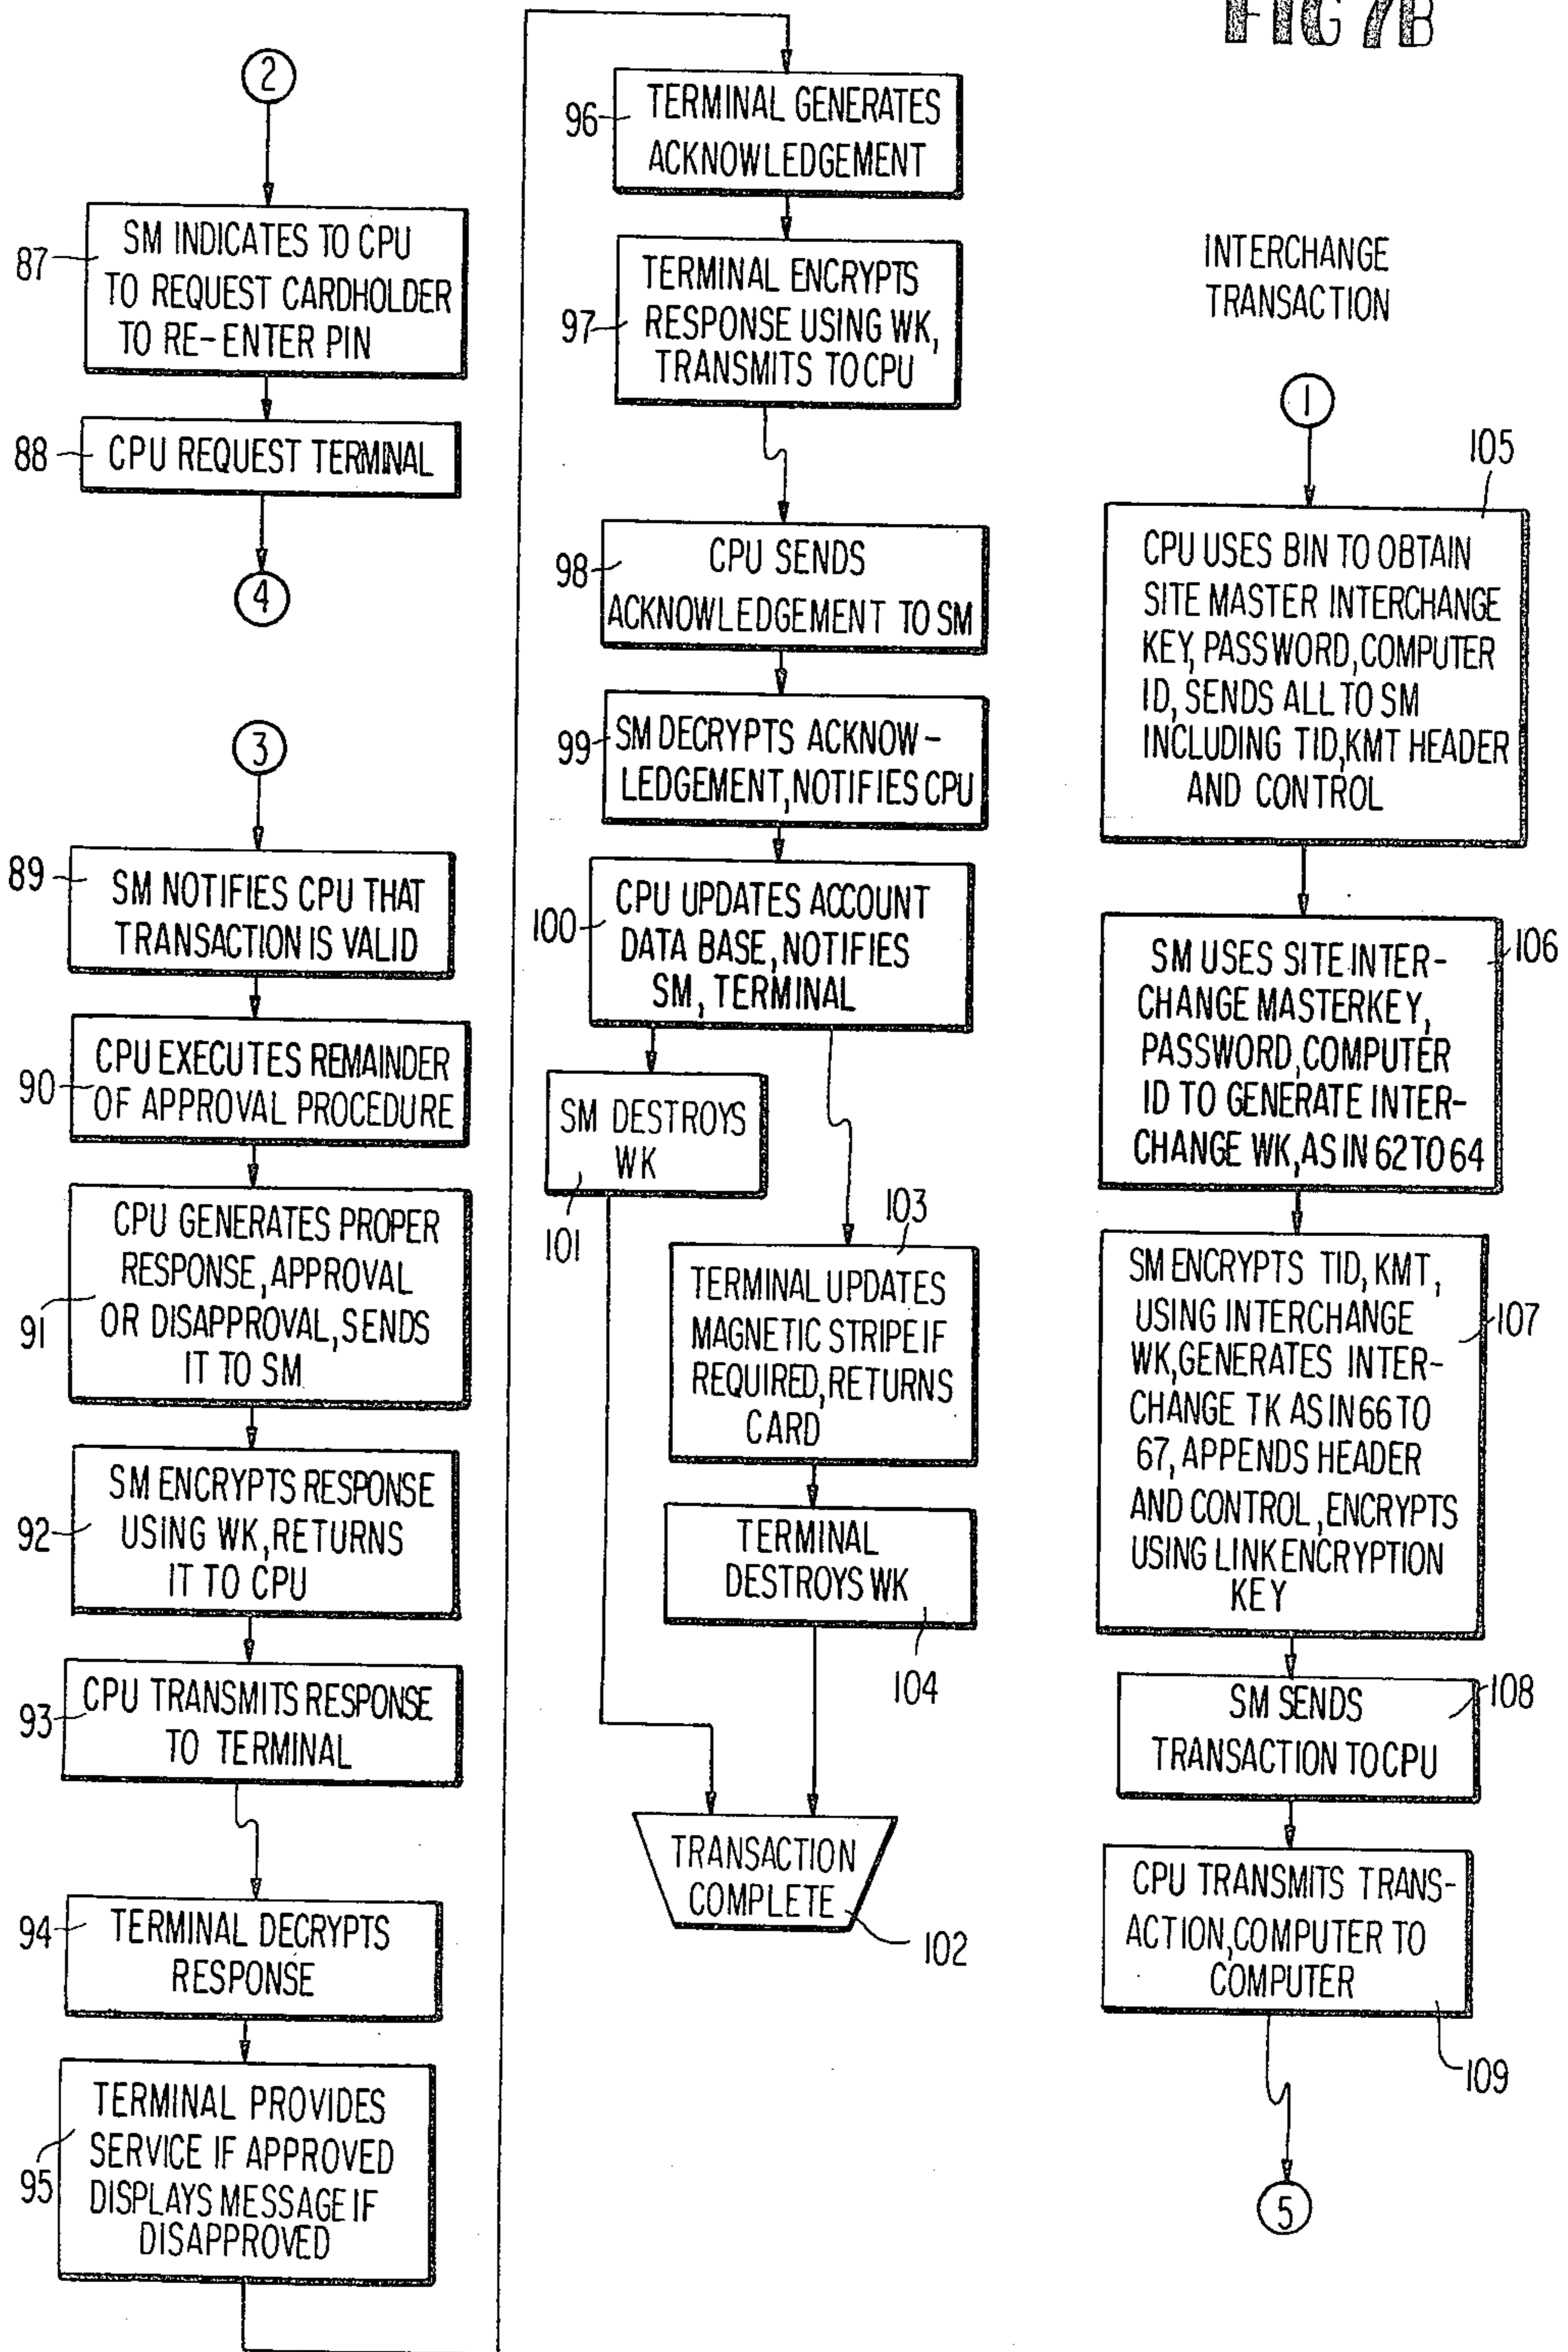 FIG 7B
2
87
SM INDICATES TO CPU
TO REQUEST CARDHOLDER
TO RE-ENTER PIN
88
CPU REQUEST TERMINAL
4
3
89
SM NOTIFIES CPU THAT
TRANSACTION IS VALID
90
CPU EXECUTES REMAINDER
OF APPROVAL PROCEDURE
91
CPU GENERATES PROPER
RESPONSE, APPROVAL
OR DISAPPROVAL, SENDS
IT TO SM
92
SM ENCRYPTS RESPONSE
USING WK, RETURNS
IT TO CPU
93
CPU TRANSMITS RESPONSE
TO TERMINAL
94
TERMINAL DECRYPTS
RESPONSE
95
TERMINAL PROVIDES
SERVICE IF APPROVED
DISPLAYS MESSAGE IF
DISAPPROVED
96
TERMINAL GENERATES
ACKNOWLEDGEMENT
97
TERMINAL ENCRYPTS
RESPONSE USING WK,
TRANSMITS TO CPU
98
CPU SENDS
ACKNOWLEDGEMENT TO SM
99
SM DECRYPTS ACKNOW-
LEDGEMENT, NOTIFIES CPU
100
CPU UPDATES ACCOUNT
DATA BASE, NOTIFIES
SM, TERMINAL
SM DESTROYS
WK
101
103
TERMINAL UPDATES
MAGNETIC STRIPE IF
REQUIRED, RETURNS
CARD
TERMINAL
DESTROYS WK
104
TRANSACTION
COMPLETE
102
INTERCHANGE
TRANSACTION
1
105
CPU USES BIN TO OBTAIN
SITE MASTER INTERCHANGE
KEY, PASSWORD, COMPUTER
ID, SENDS ALL TO SM
INCLUDING TID, KMT HEADER
AND CONTROL
106
SM USES SITE INTER-
CHANGE MASTERKEY,
PASSWORD, COMPUTER
ID TO GENERATE INTER-
CHANGE WK, AS IN 62 TO 64
107
SM ENCRYPTS TID, KMT,
USING INTERCHANGE
WK, GENERATES INTER-
CHANGE TK AS IN 66 TO
67, APPENDS HEADER
AND CONTROL, ENCRYPTS
USING LINK ENCRYPTION
KEY
108
SM SENDS
TRANSACTION TO CPU
CPU TRANSMITS TRANS-
ACTION, COMPUTER TO
COMPUTER
109
5